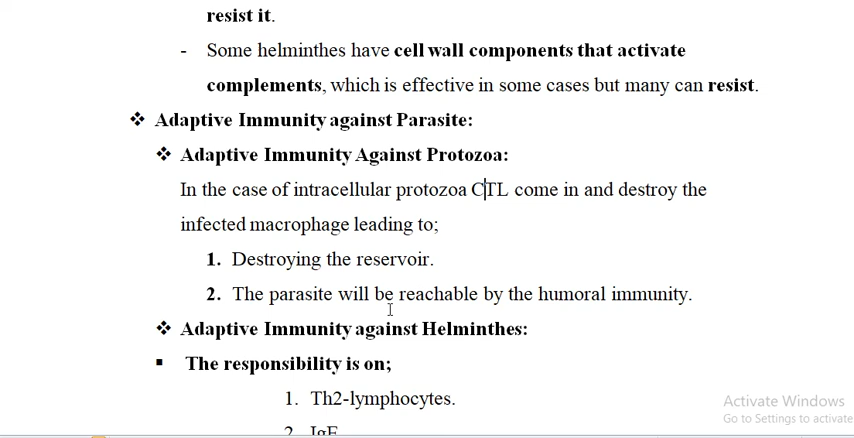 resist it.
- Some helminthes have cell wall components that activate
complements, which is effective in some cases but many can resist.
❖ Adaptive Immunity against Parasite:
❖ Adaptive Immunity Against Protozoa:
In the case of intracellular protozoa CTL come in and destroy the
infected macrophage leading to;
1. Destroying the reservoir.
2. The parasite will be reachable by the humoral immunity.
❖ Adaptive Immunity against Helminthes:
▪ The responsibility is on;
1. Th2-lymphocytes.
2. IgE
Activate Windows
Go to Settings to activate